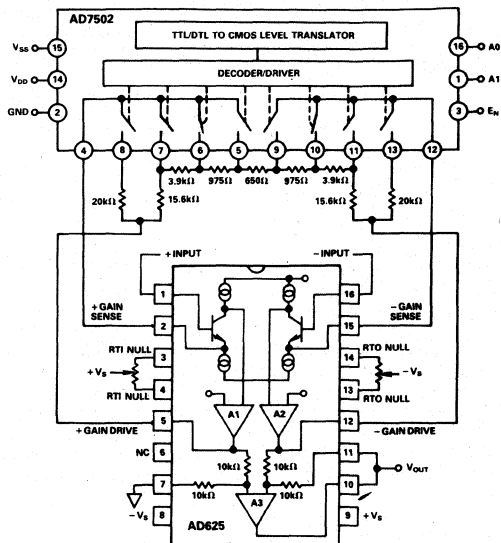 AD7502
TTL/DTL TO CMOS LEVEL TRANSLATOR
DECODER/DRIVER
VSS 15
VDD 14
GND 2
16 A0
1 A1
3 EN
4 8 7 6 5 9 10 11 13 12
3.9kΩ 975Ω 650Ω 975Ω 3.9kΩ
20kΩ 15.6kΩ 15.6kΩ 20kΩ
+INPUT
−INPUT
1
16
+GAIN SENSE
2
15
−GAIN SENSE
RTI NULL
3
14
RTO NULL
+VS
−VS
4
13
RTI NULL
RTO NULL
A1 A2
+GAIN DRIVE
5
12
−GAIN DRIVE
NC
6
11
10kΩ 10kΩ
VOUT
7
10kΩ
10kΩ
10
A3
−VS
8
9
+VS
AD625